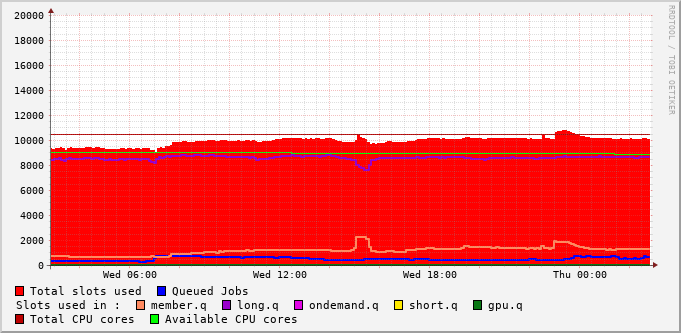 20000
18000
16000
14000
12000
10000
8000
6000
4000
2000
0
Wed 06:00 Wed 12:00 Wed 18:00 Thu 00:00
Total slots used Queued Jobs
Slots used in : member.q long.q ondemand.q short.q gpu.q
Total CPU cores Available CPU cores
RRDTOOL / TOBI OETIKER